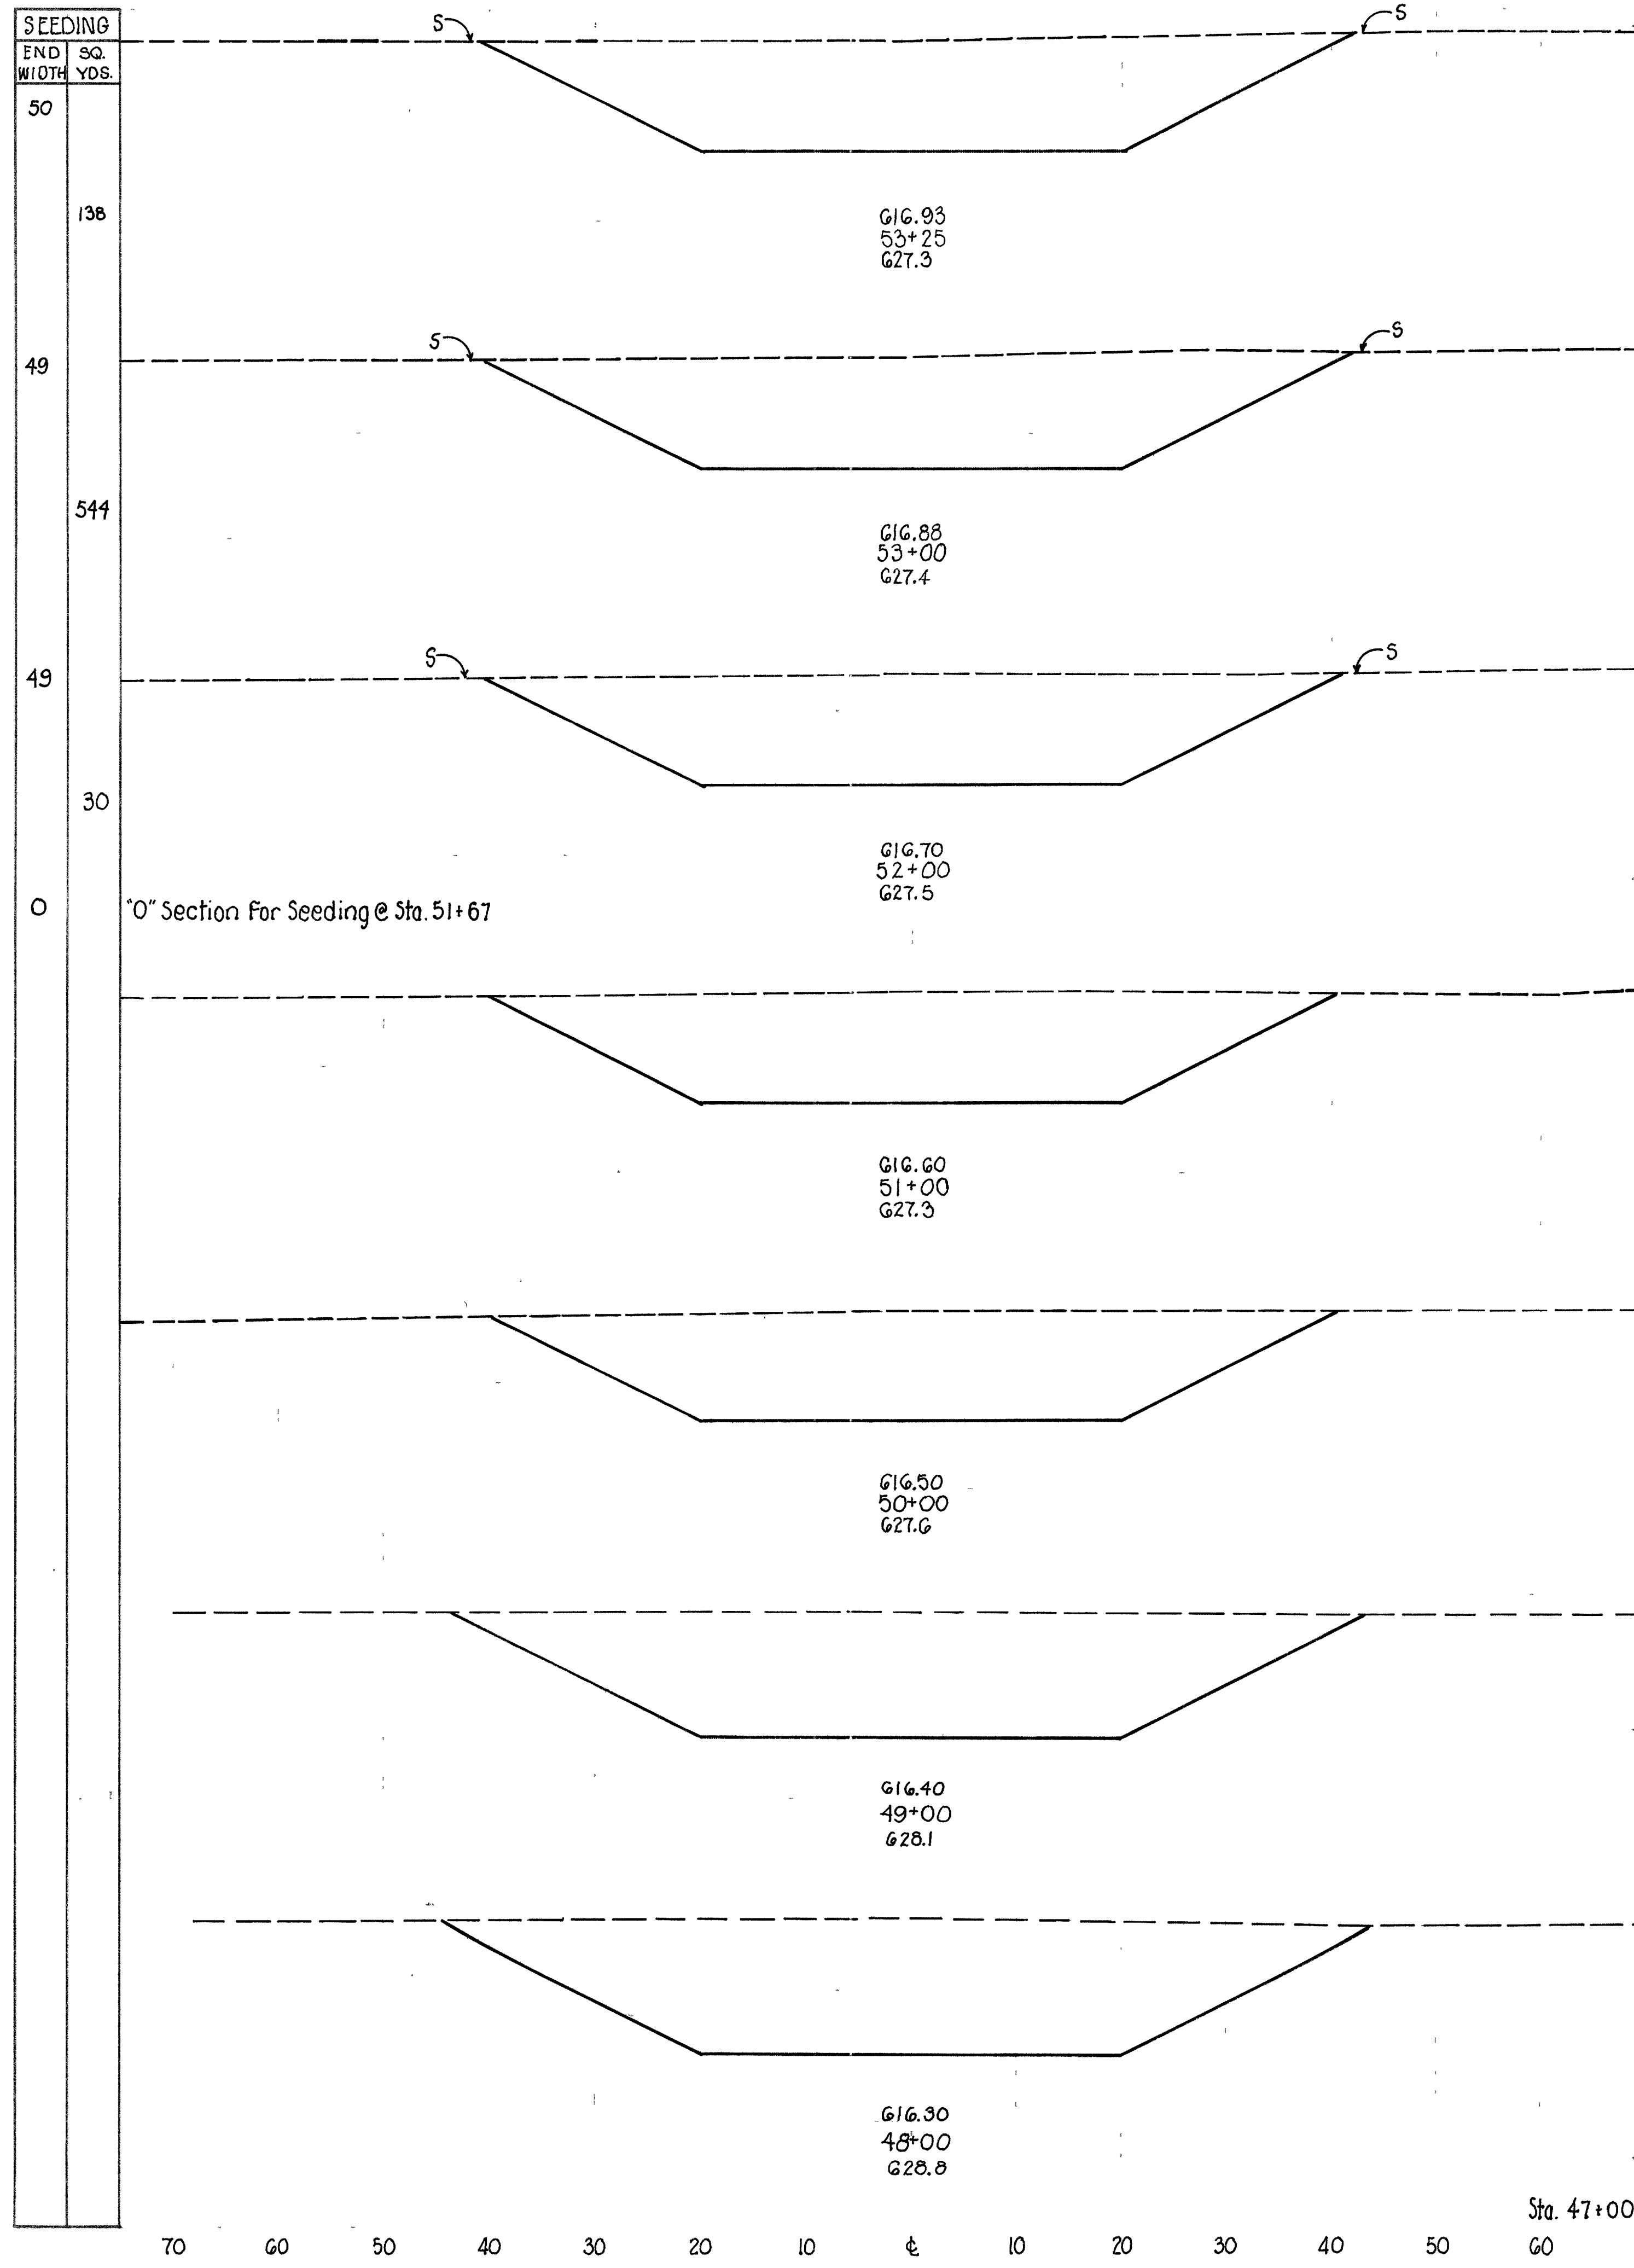 SEEDING
END WIDTH
SQ. YDS.
S
S
50
138
616.93
53+25
627.3
S
S
49
544
616.88
53+00
627.4
S
S
49
30
616.70
52+00
627.5
0
"0" Section For Seeding @ Sta. 51+67
616.60
51+00
627.3
616.50
50+00
627.6
616.40
49+00
628.1
616.30
48+00
628.8
Sta. 47+00
70 60 50 40 30 20 10 ℄ 10 20 30 40 50 60